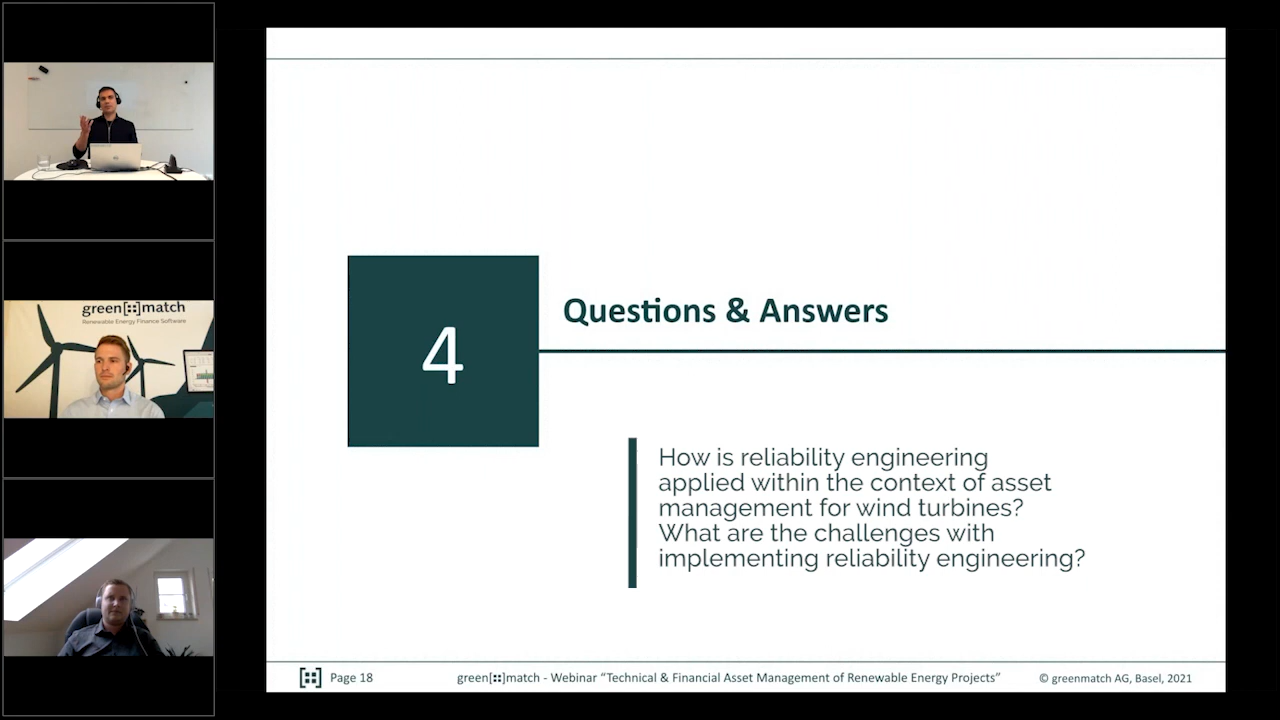 green[::]match
Renewable Energy Finance Software
4
Questions & Answers
How is reliability engineering
applied within the context of asset
management for wind turbines?
What are the challenges with
implementing reliability engineering?
[::] Page 18
green[::]match - Webinar “Technical & Financial Asset Management of Renewable Energy Projects”
© greenmatch AG, Basel, 2021